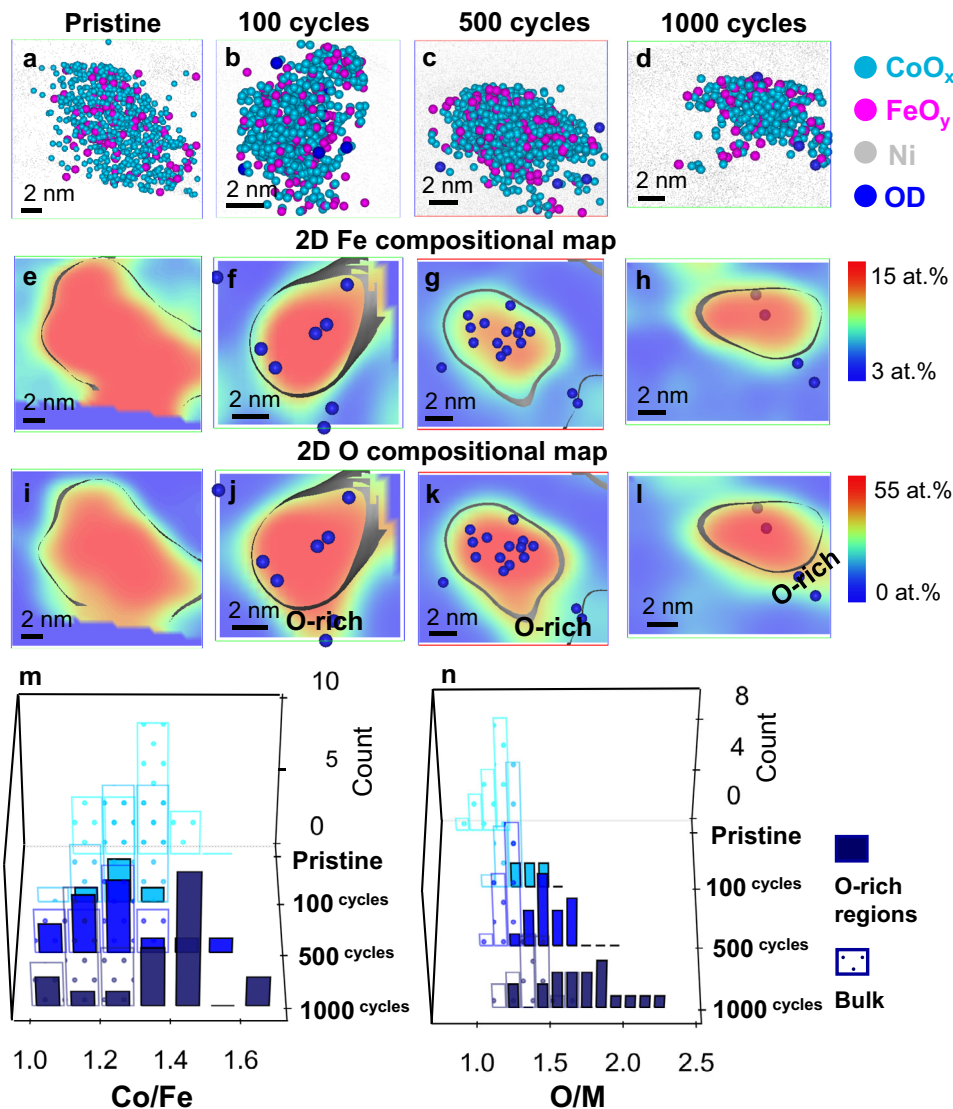 Pristine 100 cycles 500 cycles 1000 cycles
a b c d
CoOx
FeOy
Ni
OD
2 nm 2 nm 2 nm 2 nm
2D Fe compositional map
e f g h
15 at.%
3 at.%
2 nm 2 nm 2 nm 2 nm
2D O compositional map
i j k l
55 at.%
0 at.%
2 nm 2 nm 2 nm 2 nm
O-rich O-rich O-rich
m
10
5
0
Count
Pristine
100 cycles
500 cycles
1000 cycles
1.0 1.2 1.4 1.6
Co/Fe
n
8
4
0
Count
Pristine
100 cycles
500 cycles
1000 cycles
1.0 1.5 2.0 2.5
O/M
O-rich
regions
Bulk